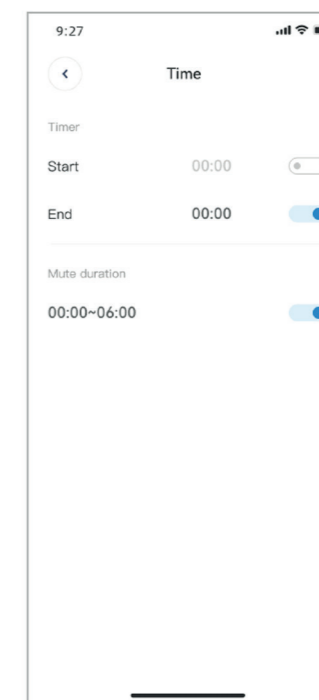 9:27
Time
Timer
Start 00:00
End 00:00
Mute duration
00:00~06:00